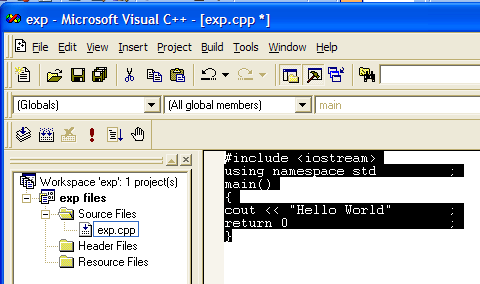 exp - Microsoft Visual C++ - [exp.cpp *]
File Edit View Insert Project Build Tools Window Help
(Globals) (All global members) main
Workspace 'exp': 1 project(s)
exp files
Source Files
exp.cpp
Header Files
Resource Files
#include <iostream>
using namespace std ;
main()
{
cout << "Hello World" ;
return 0 ;
}